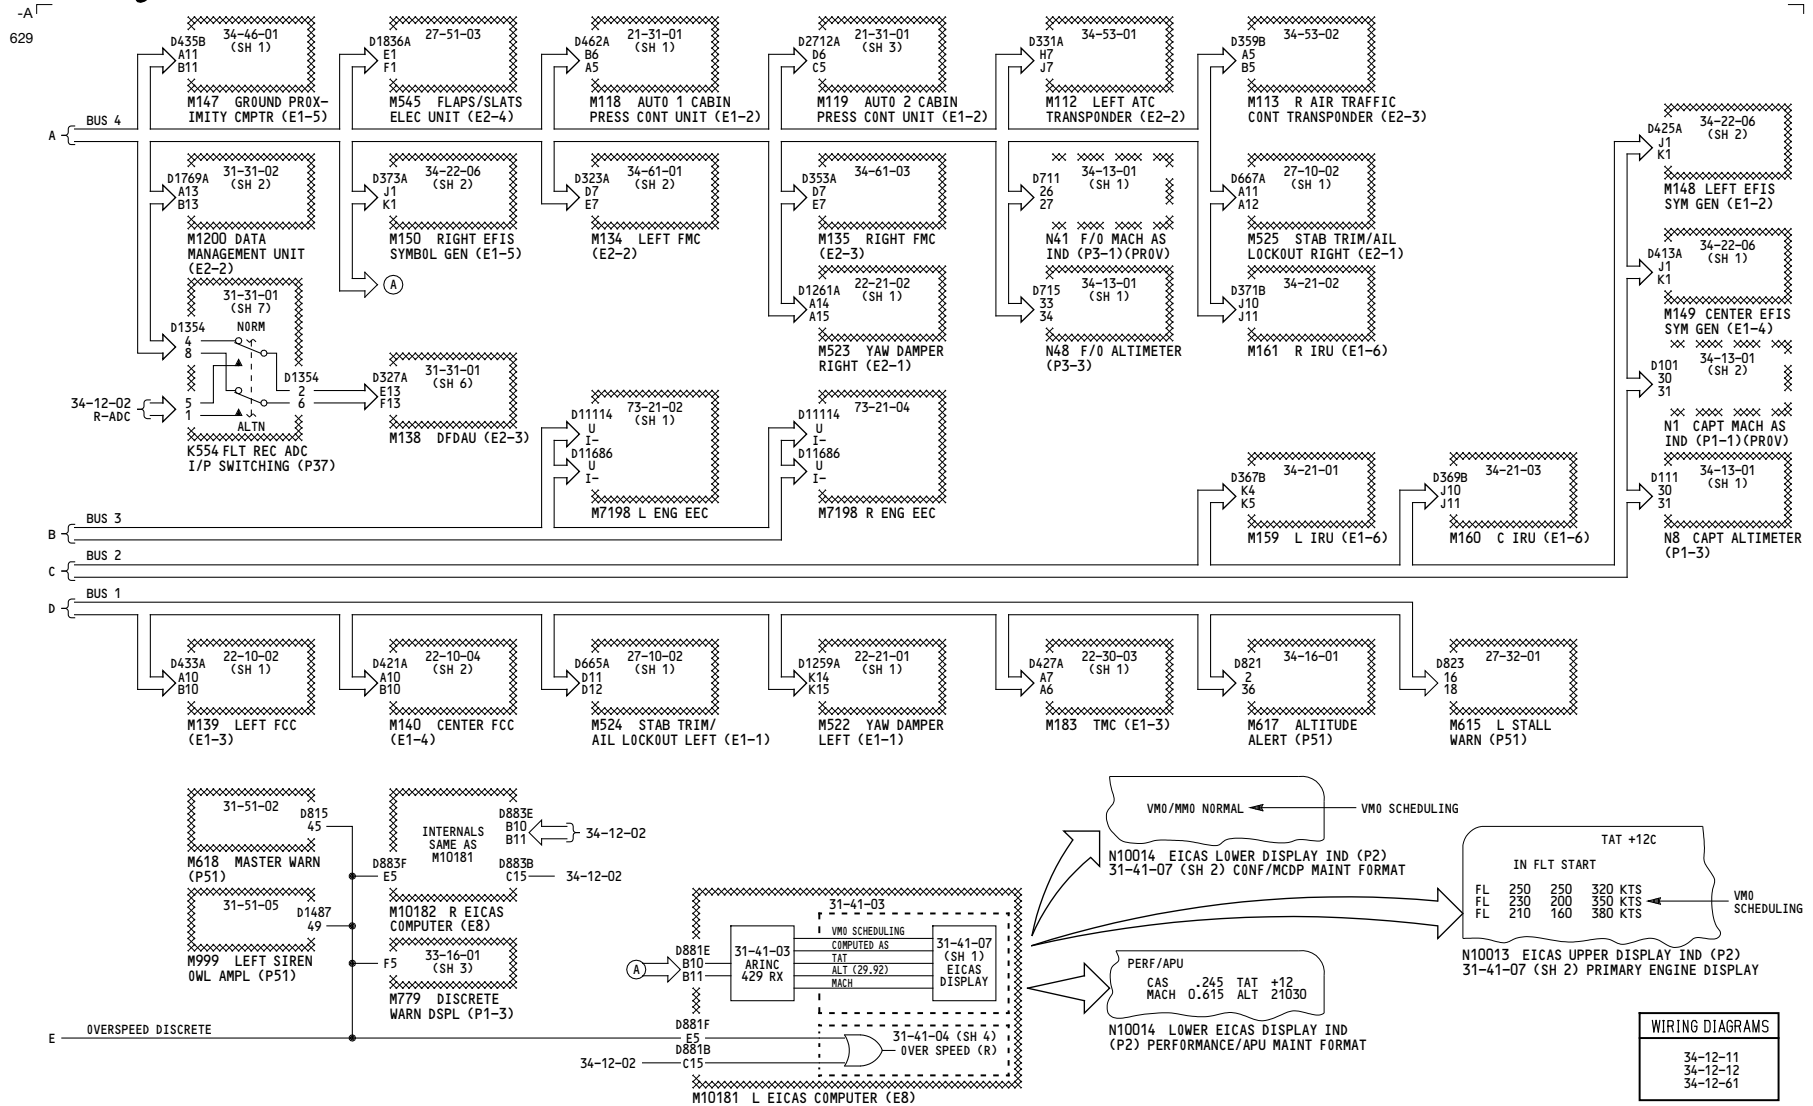 -A
629
D435B
A11
B11
34-46-01
(SH 1)
M147 GROUND PROX-
IMITY CMPTR (E1-5)
D1836A
E1
F1
27-51-03
M545 FLAPS/SLATS
ELEC UNIT (E2-4)
D462A
B6
A5
21-31-01
(SH 1)
M118 AUTO 1 CABIN
PRESS CONT UNIT (E1-2)
D2712A
D6
C5
21-31-01
(SH 3)
M119 AUTO 2 CABIN
PRESS CONT UNIT (E1-2)
D331A
H7
J7
34-53-01
M112 LEFT ATC
TRANSPONDER (E2-2)
D359B
A5
B5
34-53-02
M113 R AIR TRAFFIC
CONT TRANSPONDER (E2-3)
A
BUS 4
D1769A
A13
B13
31-31-02
(SH 2)
M1200 DATA
MANAGEMENT UNIT
(E2-2)
D373A
J1
K1
34-22-06
(SH 2)
M150 RIGHT EFIS
SYMBOL GEN (E1-5)
A
D323A
D7
E7
34-61-01
(SH 2)
M134 LEFT FMC
(E2-2)
D353A
D7
E7
34-61-03
M135 RIGHT FMC
(E2-3)
D711
26
27
34-13-01
(SH 1)
N41 F/O MACH AS
IND (P3-1)(PROV)
D667A
A11
A12
27-10-02
(SH 1)
M525 STAB TRIM/AIL
LOCKOUT RIGHT (E2-1)
D425A
J1
K1
34-22-06
(SH 2)
M148 LEFT EFIS
SYM GEN (E1-2)
D413A
J1
K1
34-22-06
(SH 1)
M149 CENTER EFIS
SYM GEN (E1-4)
31-31-01
(SH 7)
D1354
4
8
NORM
D1354
2
6
5
1
ALTN
34-12-02
R-ADC
K554 FLT REC ADC
I/P SWITCHING (P37)
D327A
E13
F13
31-31-01
(SH 6)
M138 DFDAU (E2-3)
D1261A
A14
A15
22-21-02
(SH 1)
M523 YAW DAMPER
RIGHT (E2-1)
D715
33
34
34-13-01
(SH 1)
N48 F/O ALTIMETER
(P3-3)
D371B
J10
J11
34-21-02
M161 R IRU (E1-6)
D101
30
31
34-13-01
(SH 2)
N1 CAPT MACH AS
IND (P1-1)(PROV)
D11114
U
I-
D11686
U
I-
73-21-02
(SH 1)
M7198 L ENG EEC
D11114
U
I-
D11686
U
I-
73-21-04
M7198 R ENG EEC
D367B
K4
K5
34-21-01
M159 L IRU (E1-6)
D369B
J10
J11
34-21-03
M160 C IRU (E1-6)
D111
30
31
34-13-01
(SH 1)
N8 CAPT ALTIMETER
(P1-3)
B
BUS 3
C
BUS 2
D
BUS 1
D433A
A10
B10
22-10-02
(SH 1)
M139 LEFT FCC
(E1-3)
D421A
A10
B10
22-10-04
(SH 2)
M140 CENTER FCC
(E1-4)
D665A
D11
D12
27-10-02
(SH 1)
M524 STAB TRIM/
AIL LOCKOUT LEFT (E1-1)
D1259A
K14
K15
22-21-01
(SH 1)
M522 YAW DAMPER
LEFT (E1-1)
D427A
A7
A6
22-30-03
(SH 1)
M183 TMC (E1-3)
D821
2
36
34-16-01
M617 ALTITUDE
ALERT (P51)
D823
16
18
27-32-01
M615 L STALL
WARN (P51)
31-51-02
D815
45
M618 MASTER WARN
(P51)
31-51-05
D1487
49
M999 LEFT SIREN
OWL AMPL (P51)
INTERNALS
SAME AS
M10181
D883E
B10
B11
34-12-02
D883F
E5
D883B
C15
34-12-02
M10182 R EICAS
COMPUTER (E8)
F5
33-16-01
(SH 3)
M779 DISCRETE
WARN DSPL (P1-3)
E
OVERSPEED DISCRETE
31-41-03
A
D881E
B10
B11
31-41-03
ARINC
429 RX
VMO SCHEDULING
COMPUTED AS
TAT
ALT (29.92)
MACH
31-41-07
(SH 1)
EICAS
DISPLAY
D881F
E5
D881B
C15
34-12-02
31-41-04 (SH 4)
OVER SPEED (R)
M10181 L EICAS COMPUTER (E8)
VMO/MMO NORMAL
VMO SCHEDULING
N10014 EICAS LOWER DISPLAY IND (P2)
31-41-07 (SH 2) CONF/MCDP MAINT FORMAT
TAT +12C
IN FLT START
FL 250 250 320 KTS
FL 230 200 350 KTS
FL 210 160 380 KTS
VMO
SCHEDULING
N10013 EICAS UPPER DISPLAY IND (P2)
31-41-07 (SH 2) PRIMARY ENGINE DISPLAY
PERF/APU
CAS .245 TAT +12
MACH 0.615 ALT 21030
N10014 LOWER EICAS DISPLAY IND
(P2) PERFORMANCE/APU MAINT FORMAT
WIRING DIAGRAMS
34-12-11
34-12-12
34-12-61